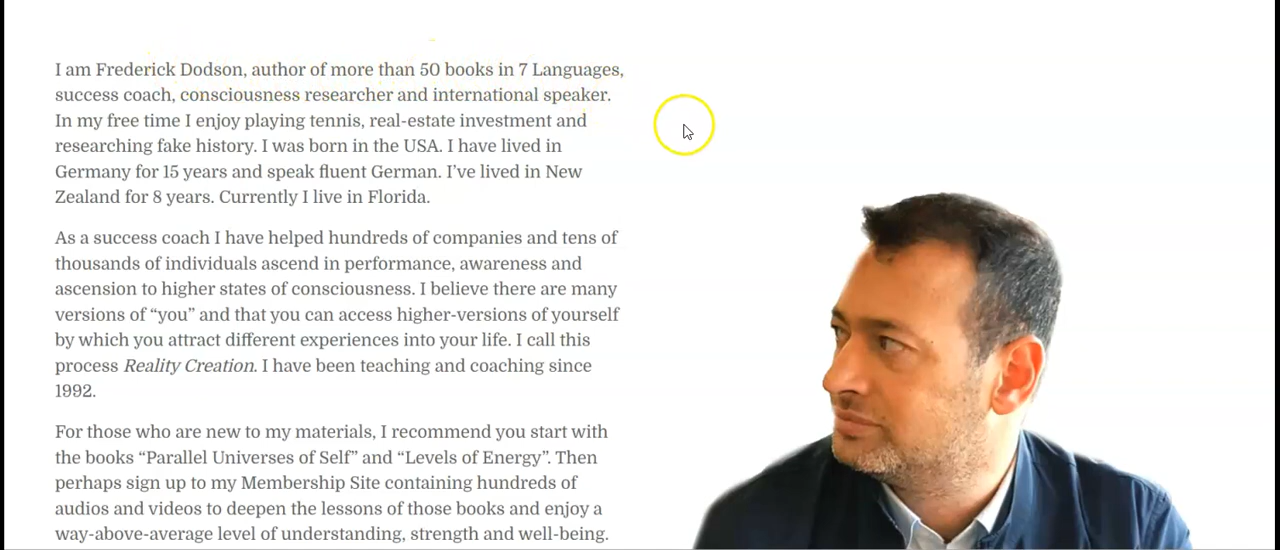 I am Frederick Dodson, author of more than 50 books in 7 Languages,
success coach, consciousness researcher and international speaker.
In my free time I enjoy playing tennis, real-estate investment and
researching fake history. I was born in the USA. I have lived in
Germany for 15 years and speak fluent German. I’ve lived in New
Zealand for 8 years. Currently I live in Florida.
As a success coach I have helped hundreds of companies and tens of
thousands of individuals ascend in performance, awareness and
ascension to higher states of consciousness. I believe there are many
versions of “you” and that you can access higher-versions of yourself
by which you attract different experiences into your life. I call this
process Reality Creation. I have been teaching and coaching since
1992.
For those who are new to my materials, I recommend you start with
the books “Parallel Universes of Self” and “Levels of Energy”. Then
perhaps sign up to my Membership Site containing hundreds of
audios and videos to deepen the lessons of those books and enjoy a
way-above-average level of understanding, strength and well-being.